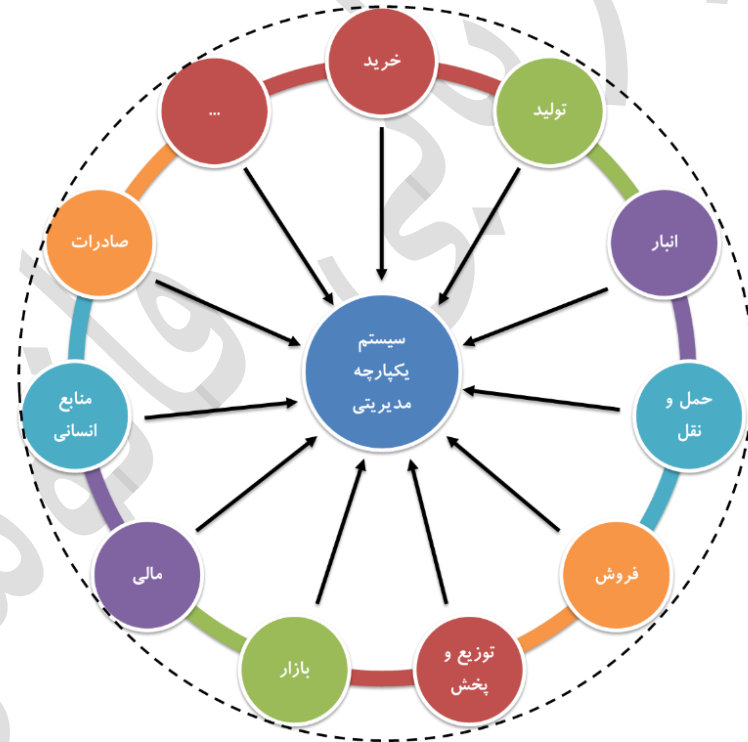 خرید
تولید
انبار
حمل و
نقل
فروش
توزیع و
پخش
بازار
مالی
منابع
انسانی
صادرات
...
سیستم
یکپارچه
مدیریتی